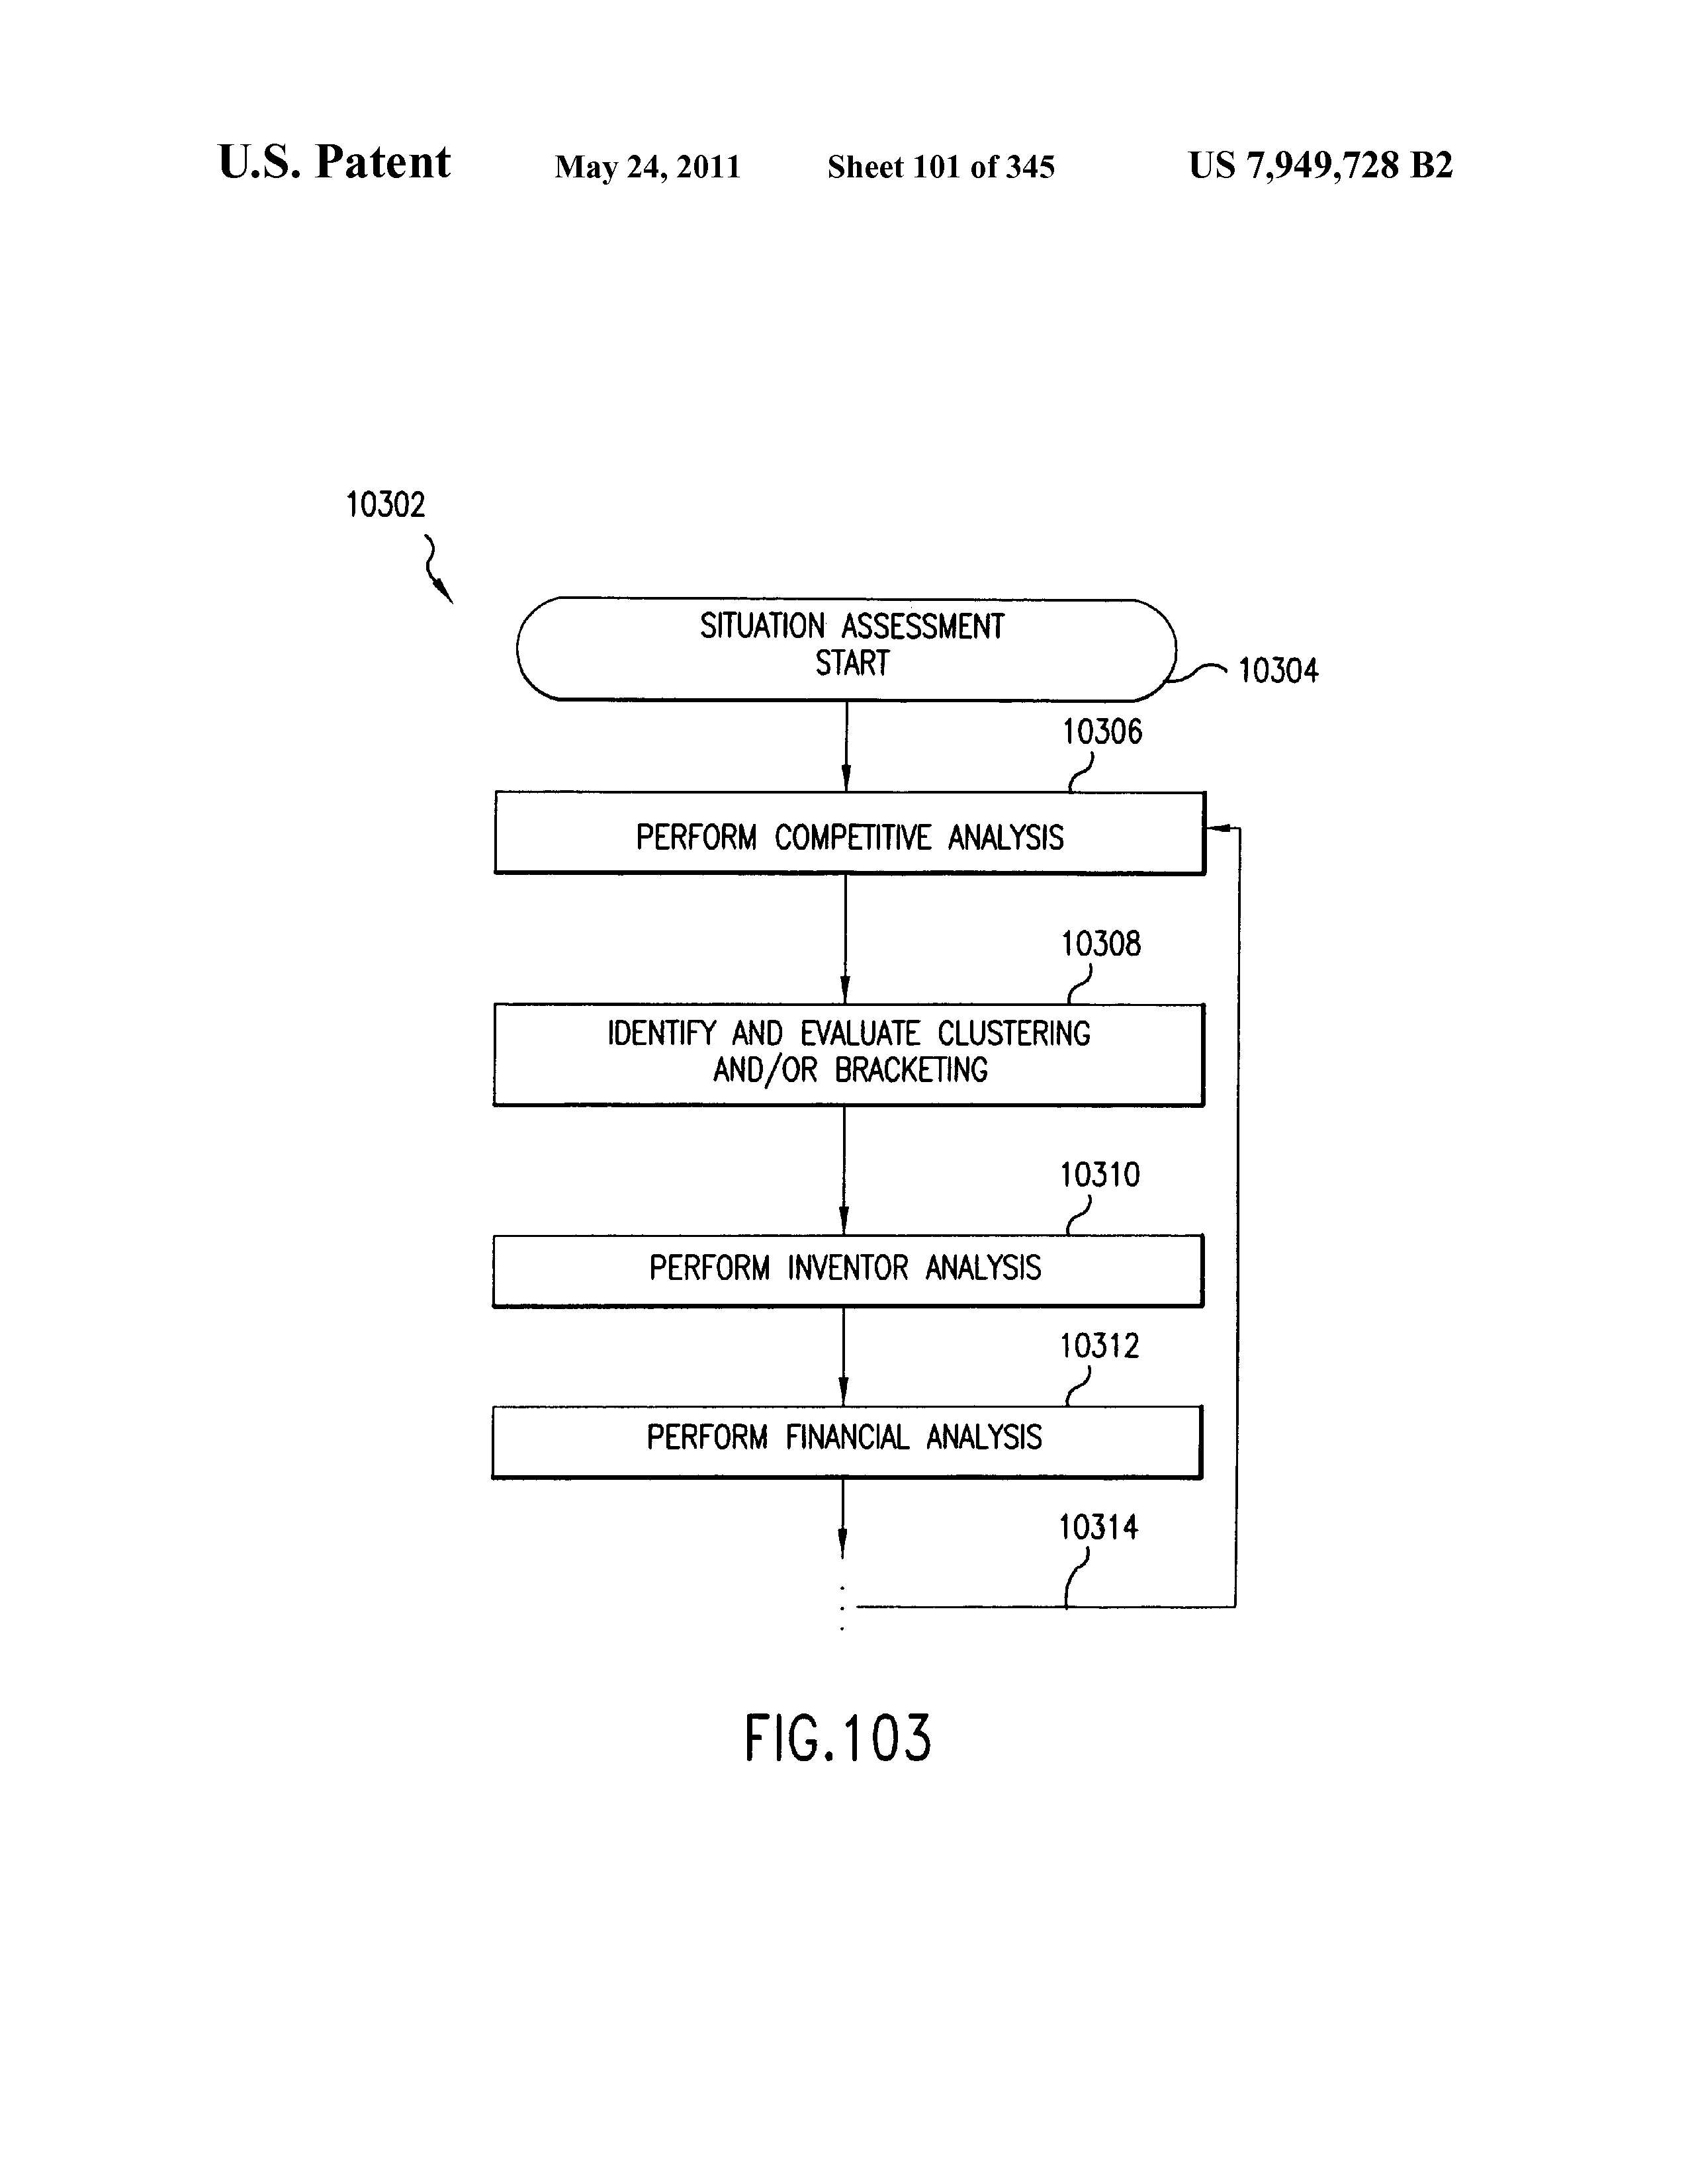 U.S. Patent May 24, 2011 Sheet 101 of 345 US 7,949,728 B2
10302
SITUATION ASSESSMENT
START
10304
10306
PERFORM COMPETITIVE ANALYSIS
10308
IDENTIFY AND EVALUATE CLUSTERING
AND/OR BRACKETING
10310
PERFORM INVENTOR ANALYSIS
10312
PERFORM FINANCIAL ANALYSIS
10314
FIG.103